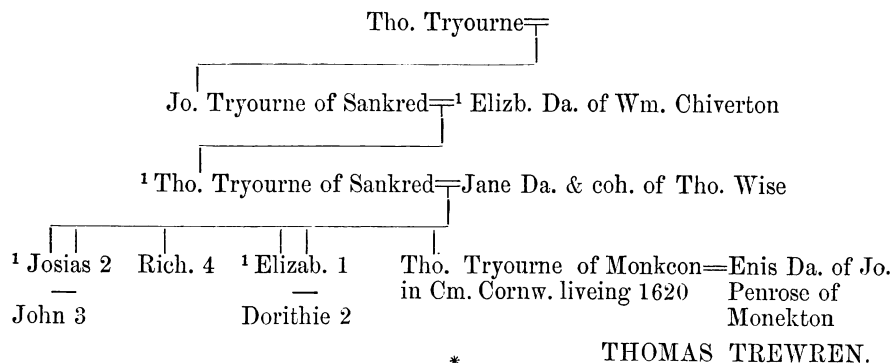 Tho. Tryourne
Jo. Tryourne of Sankred=¹ Elizb. Da. of Wm. Chiverton
¹ Tho. Tryourne of Sankred=Jane Da. & coh. of Tho. Wise
¹ Josias 2 Rich. 4 ¹ Elizab. 1 Tho. Tryourne of Monkcon=Enis Da. of Jo.
— — in Cm. Cornw. liveing 1620 Penrose of
John 3 Dorithie 2 Monekton
* THOMAS TREWREN.